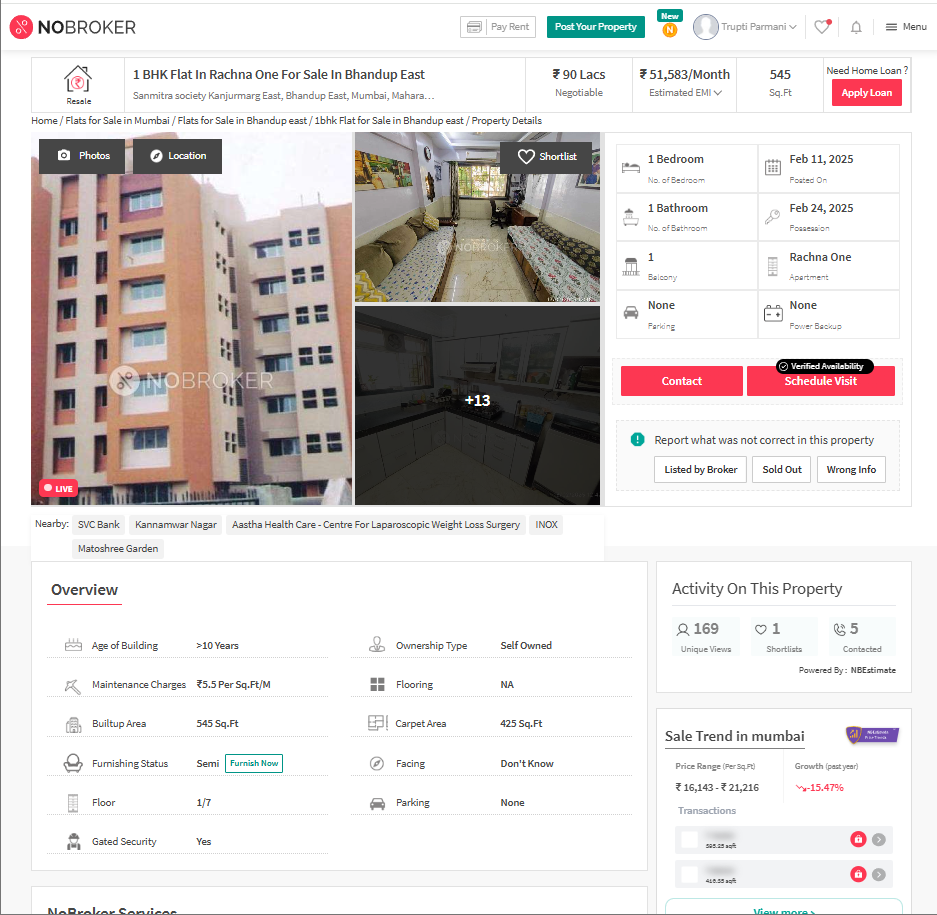 NOBROKER
Pay Rent
Post Your Property
New
N
Trupti Parmani
Menu
Resale
1 BHK Flat In Rachna One For Sale In Bhandup East
Sanmitra society Kanjurmarg East, Bhandup East, Mumbai, Mahara...
₹ 90 Lacs
Negotiable
₹ 51,583/Month
Estimated EMI
545
Sq.Ft
Need Home Loan ?
Apply Loan
Home / Flats for Sale in Mumbai / Flats for Sale in Bhandup east / 1bhk Flat for Sale in Bhandup east / Property Details
Photos
Location
Shortlist
NOBROKER
NOBROKER
+13
LIVE
1 Bedroom
No. of Bedroom
Feb 11, 2025
Posted On
1 Bathroom
No. of Bathroom
Feb 24, 2025
Possession
1
Balcony
Rachna One
Apartment
None
Parking
None
Power Backup
Verified Availability
Contact
Schedule Visit
Report what was not correct in this property
Listed by Broker
Sold Out
Wrong Info
Nearby:
SVC Bank
Kannamwar Nagar
Aastha Health Care - Centre For Laparoscopic Weight Loss Surgery
INOX
Matoshree Garden
Overview
Age of Building
>10 Years
Ownership Type
Self Owned
Maintenance Charges
₹5.5 Per Sq.Ft/M
Flooring
NA
Builtup Area
545 Sq.Ft
Carpet Area
425 Sq.Ft
Furnishing Status
Semi
Furnish Now
Facing
Don't Know
Floor
1/7
Parking
None
Gated Security
Yes
NoBroker Services
Activity On This Property
169
Unique Views
1
Shortlists
5
Contacted
Powered By : NBEstimate
Sale Trend in mumbai
Price Range (Per Sq.Ft)
₹ 16,143 - ₹ 21,216
Growth (past year)
-15.47%
Transactions
View more >